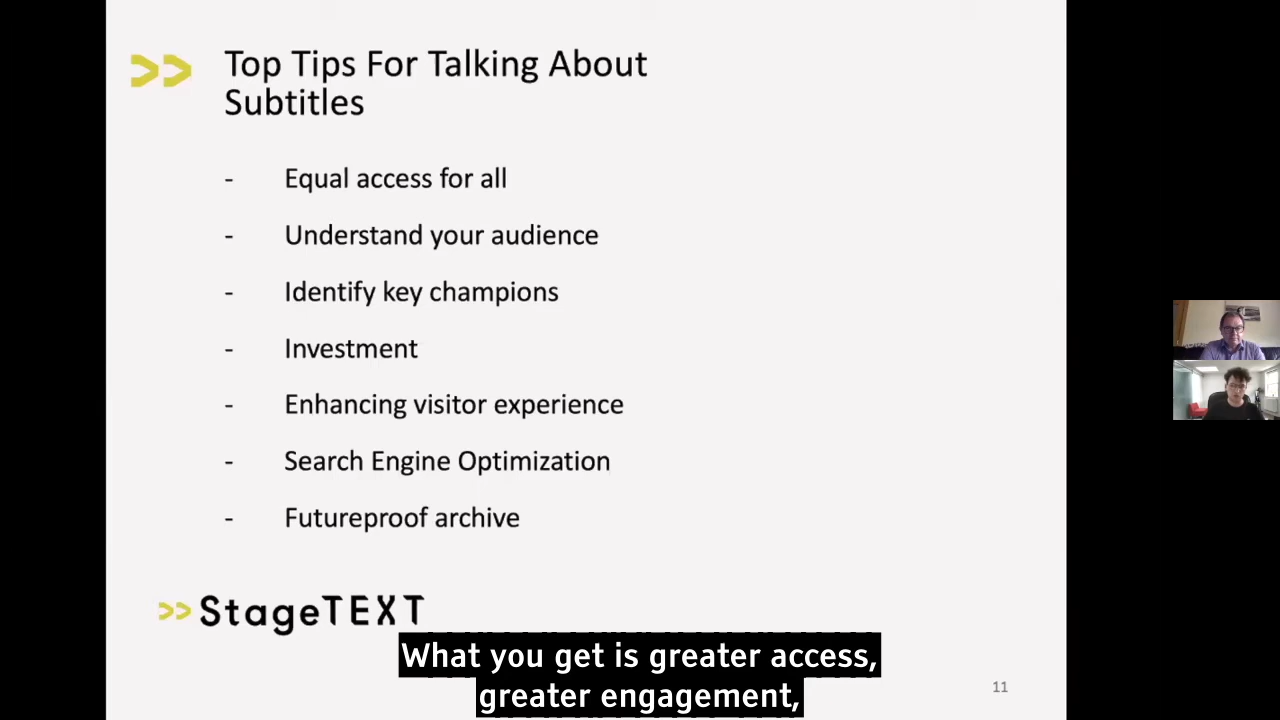 >> Top Tips For Talking About
Subtitles
- Equal access for all
- Understand your audience
- Identify key champions
- Investment
- Enhancing visitor experience
- Search Engine Optimization
- Futureproof archive
>> StageTEXT
What you get is greater access,
greater engagement,
11